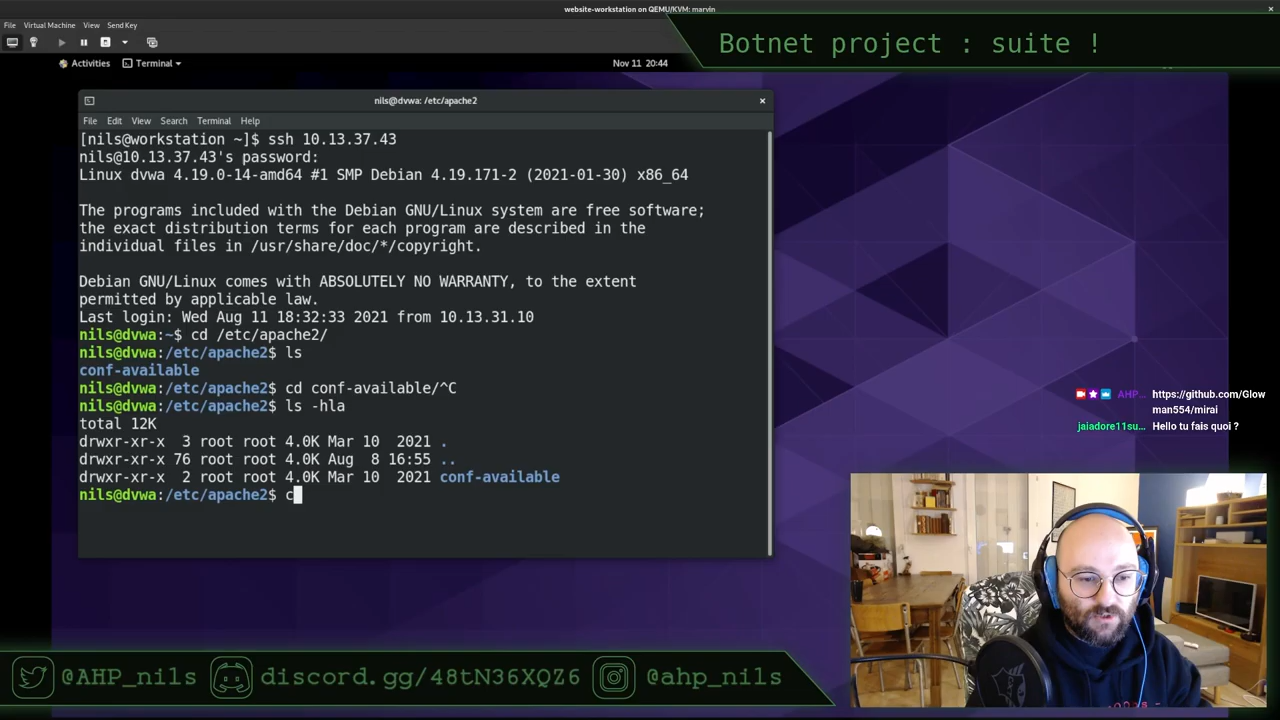 website-workstation on QEMU/KVM: marvin
File Virtual Machine View Send Key
Botnet project : suite !
Activities Terminal Nov 11 20:44
nils@dvwa: /etc/apache2
File Edit View Search Terminal Help
[nils@workstation ~]$ ssh 10.13.37.43
nils@10.13.37.43's password:
Linux dvwa 4.19.0-14-amd64 #1 SMP Debian 4.19.171-2 (2021-01-30) x86_64
The programs included with the Debian GNU/Linux system are free software;
the exact distribution terms for each program are described in the
individual files in /usr/share/doc/*/copyright.
Debian GNU/Linux comes with ABSOLUTELY NO WARRANTY, to the extent
permitted by applicable law.
Last login: Wed Aug 11 18:32:33 2021 from 10.13.31.10
nils@dvwa:~$ cd /etc/apache2/
nils@dvwa:/etc/apache2$ ls
conf-available
nils@dvwa:/etc/apache2$ cd conf-available/^C
nils@dvwa:/etc/apache2$ ls -hla
total 12K
drwxr-xr-x  3 root root 4.0K Mar 10  2021 .
drwxr-xr-x 76 root root 4.0K Aug  8 16:55 ..
drwxr-xr-x  2 root root 4.0K Mar 10  2021 conf-available
nils@dvwa:/etc/apache2$ c
AHP... https://github.com/Glow
man554/mirai
jaiadore11su... Hello tu fais quoi ?
@AHP_nils discord.gg/48tN36XQZ6 @ahp_nils